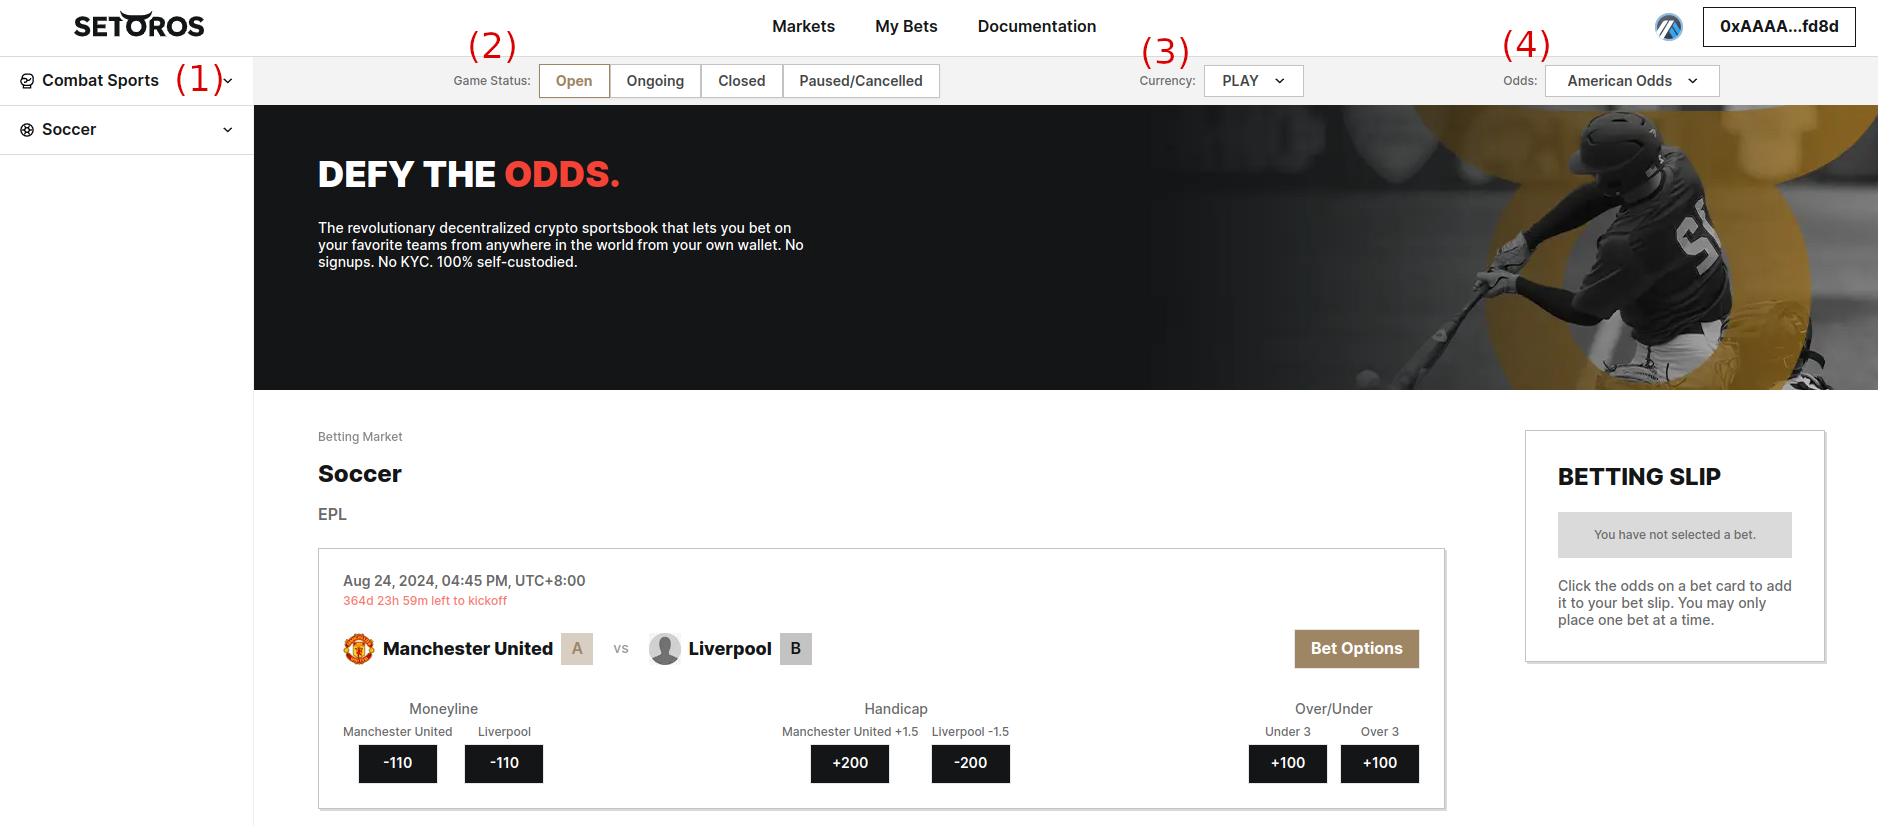 SETOROS
Markets My Bets Documentation
0xAAAA...fd8d
(1) (2) (3) (4)
Combat Sports
Soccer
Game Status: Open Ongoing Closed Paused/Cancelled
Currency: PLAY
Odds: American Odds
DEFY THE ODDS.
The revolutionary decentralized crypto sportsbook that lets you bet on
your favorite teams from anywhere in the world from your own wallet. No
signups. No KYC. 100% self-custodied.
Betting Market
Soccer
EPL
Aug 24, 2024, 04:45 PM, UTC+8:00
364d 23h 59m left to kickoff
Manchester United A vs Liverpool B
Bet Options
Moneyline Handicap Over/Under
Manchester United Liverpool Manchester United +1.5 Liverpool -1.5 Under 3 Over 3
-110 -110 +200 -200 +100 +100
BETTING SLIP
You have not selected a bet.
Click the odds on a bet card to add
it to your bet slip. You may only
place one bet at a time.